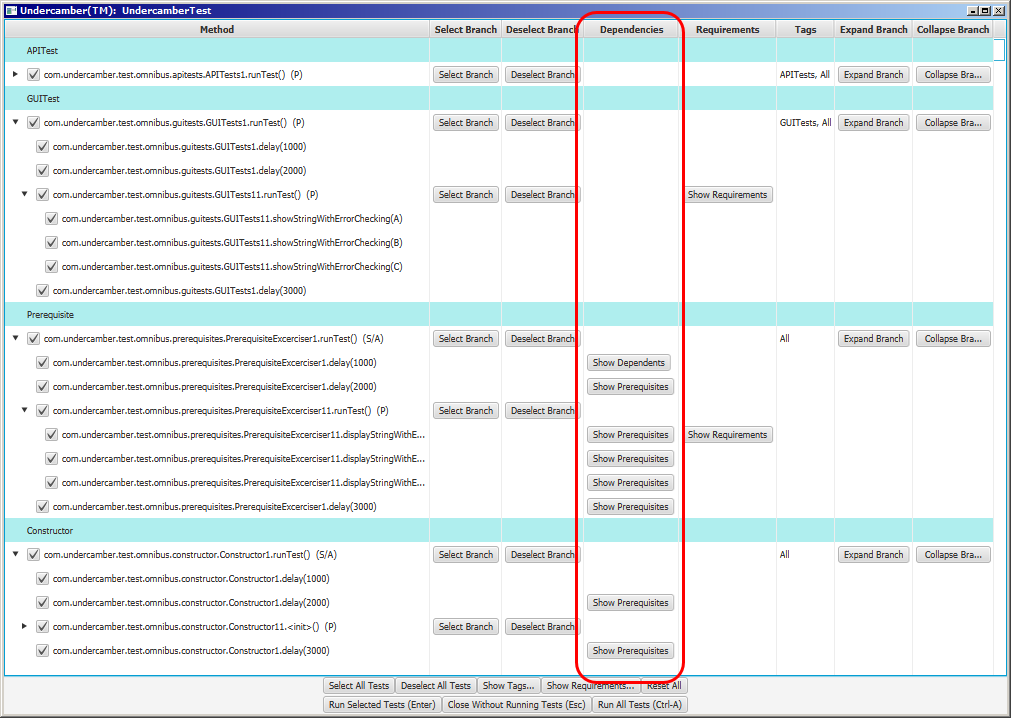 Undercamber(TM): UndercamberTest
Method Select Branch Deselect Branch Dependencies Requirements Tags Expand Branch Collapse Branch
APITest
com.undercamber.test.omnibus.apitests.APITests1.runTest() (P) Select Branch Deselect Branch APITests, All Expand Branch Collapse Bra...
GUITest
com.undercamber.test.omnibus.guitests.GUITests1.runTest() (P) Select Branch Deselect Branch GUITests, All Expand Branch Collapse Bra...
com.undercamber.test.omnibus.guitests.GUITests1.delay(1000)
com.undercamber.test.omnibus.guitests.GUITests1.delay(2000)
com.undercamber.test.omnibus.guitests.GUITests11.runTest() (P) Select Branch Deselect Branch Show Requirements
com.undercamber.test.omnibus.guitests.GUITests11.showStringWithErrorChecking(A)
com.undercamber.test.omnibus.guitests.GUITests11.showStringWithErrorChecking(B)
com.undercamber.test.omnibus.guitests.GUITests11.showStringWithErrorChecking(C)
com.undercamber.test.omnibus.guitests.GUITests1.delay(3000)
Prerequisite
com.undercamber.test.omnibus.prerequisites.PrerequisiteExcerciser1.runTest() (S/A) Select Branch Deselect Branch All Expand Branch Collapse Bra...
com.undercamber.test.omnibus.prerequisites.PrerequisiteExcerciser1.delay(1000) Show Dependents
com.undercamber.test.omnibus.prerequisites.PrerequisiteExcerciser1.delay(2000) Show Prerequisites
com.undercamber.test.omnibus.prerequisites.PrerequisiteExcerciser11.runTest() (P) Select Branch Deselect Branch
com.undercamber.test.omnibus.prerequisites.PrerequisiteExcerciser11.displayStringWithE... Show Prerequisites Show Requirements
com.undercamber.test.omnibus.prerequisites.PrerequisiteExcerciser11.displayStringWithE... Show Prerequisites
com.undercamber.test.omnibus.prerequisites.PrerequisiteExcerciser11.displayStringWithE... Show Prerequisites
com.undercamber.test.omnibus.prerequisites.PrerequisiteExcerciser1.delay(3000) Show Prerequisites
Constructor
com.undercamber.test.omnibus.constructor.Constructor1.runTest() (S/A) Select Branch Deselect Branch All Expand Branch Collapse Bra...
com.undercamber.test.omnibus.constructor.Constructor1.delay(1000)
com.undercamber.test.omnibus.constructor.Constructor1.delay(2000) Show Prerequisites
com.undercamber.test.omnibus.constructor.Constructor11.<init>() (P) Select Branch Deselect Branch
com.undercamber.test.omnibus.constructor.Constructor1.delay(3000) Show Prerequisites
Select All Tests Deselect All Tests Show Tags... Show Requirements... Reset All
Run Selected Tests (Enter) Close Without Running Tests (Esc) Run All Tests (Ctrl-A)